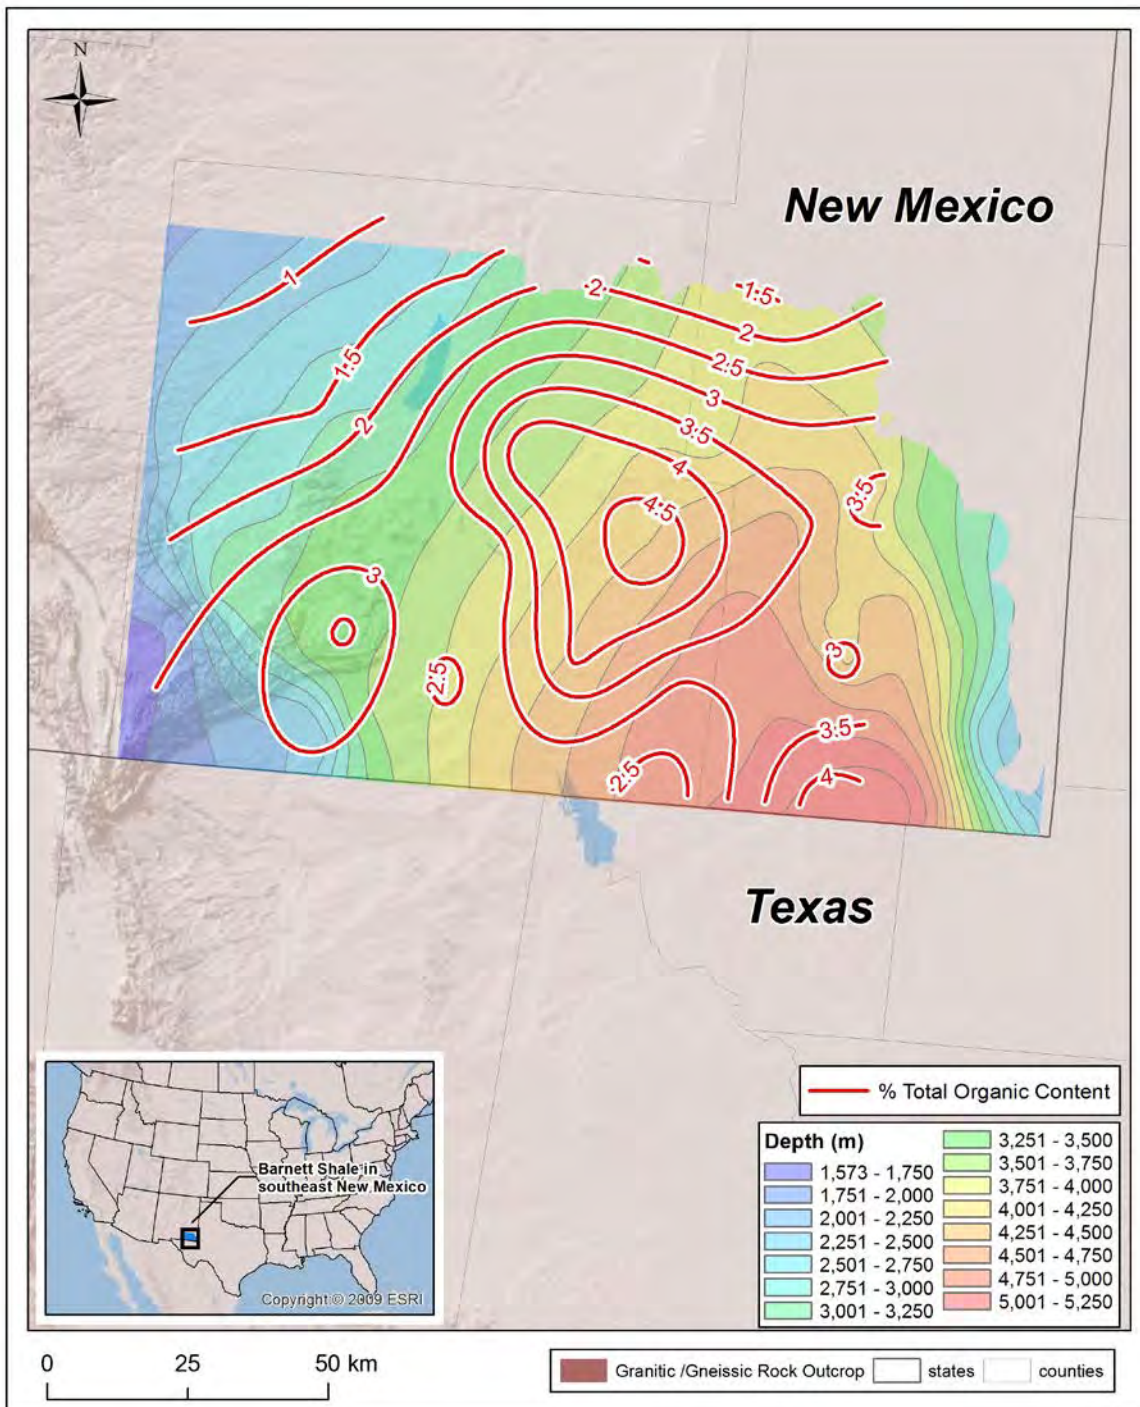 N
New Mexico
1
2
1.5
2
1.5
2.5
1.5
3
2
3.5
4
4.5
3.5
3
3
2.5
3.5
2.5
4
Texas
% Total Organic Content
Depth (m)
1,573 - 1,750
1,751 - 2,000
2,001 - 2,250
2,251 - 2,500
2,501 - 2,750
2,751 - 3,000
3,001 - 3,250
3,251 - 3,500
3,501 - 3,750
3,751 - 4,000
4,001 - 4,250
4,251 - 4,500
4,501 - 4,750
4,751 - 5,000
5,001 - 5,250
Barnett Shale in
southeast New Mexico
Copyright © 2009 ESRI
0 25 50 km
Granitic /Gneissic Rock Outcrop states counties